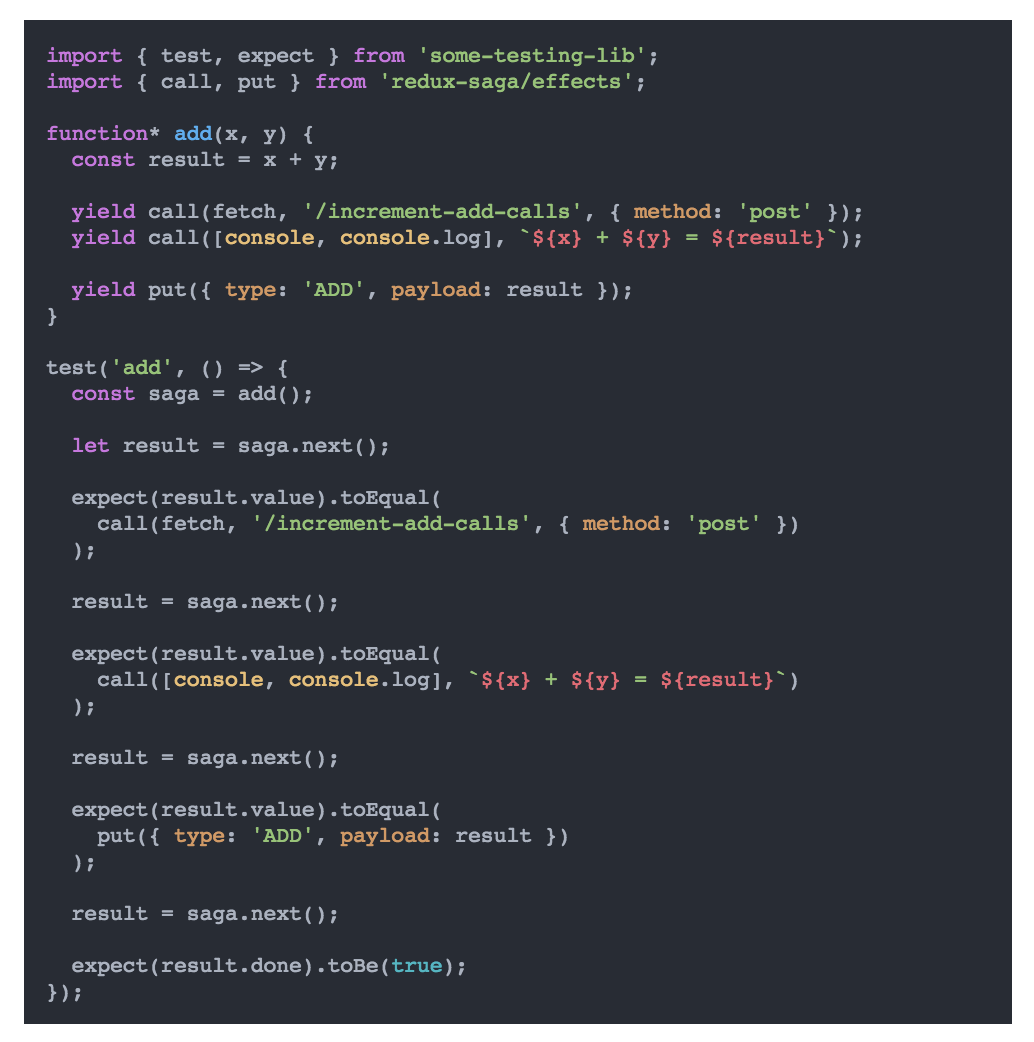 import { test, expect } from 'some-testing-lib';
import { call, put } from 'redux-saga/effects';

function* add(x, y) {
  const result = x + y;

  yield call(fetch, '/increment-add-calls', { method: 'post' });
  yield call([console, console.log], `${x} + ${y} = ${result}`);

  yield put({ type: 'ADD', payload: result });
}

test('add', () => {
  const saga = add();

  let result = saga.next();

  expect(result.value).toEqual(
    call(fetch, '/increment-add-calls', { method: 'post' })
  );

  result = saga.next();

  expect(result.value).toEqual(
    call([console, console.log], `${x} + ${y} = ${result}`)
  );

  result = saga.next();

  expect(result.value).toEqual(
    put({ type: 'ADD', payload: result })
  );

  result = saga.next();

  expect(result.done).toBe(true);
});